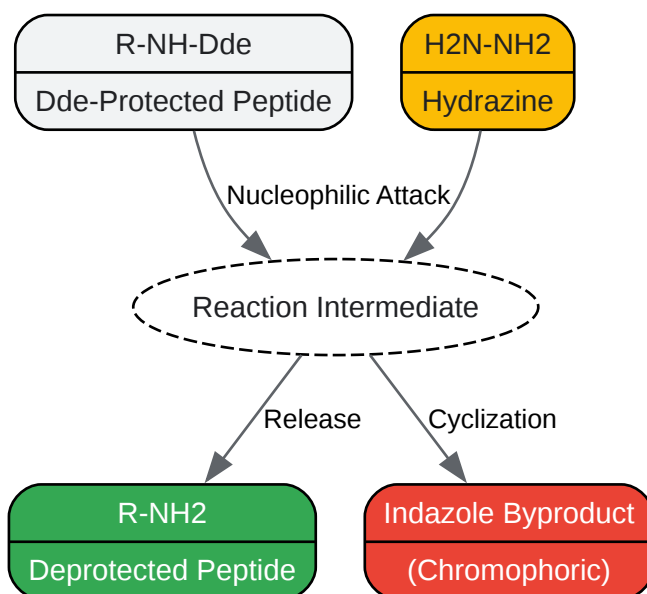 R-NH-Dde
Dde-Protected Peptide
H2N-NH2
Hydrazine
Nucleophilic Attack
Reaction Intermediate
Release
Cyclization
R-NH2
Deprotected Peptide
Indazole Byproduct
(Chromophoric)